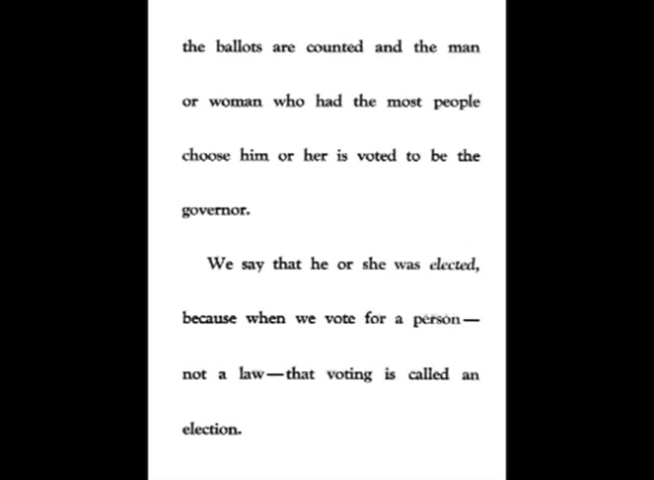 the ballots are counted and the man
or woman who had the most people
choose him or her is voted to be the
governor.
We say that he or she was elected,
because when we vote for a person—
not a law—that voting is called an
election.